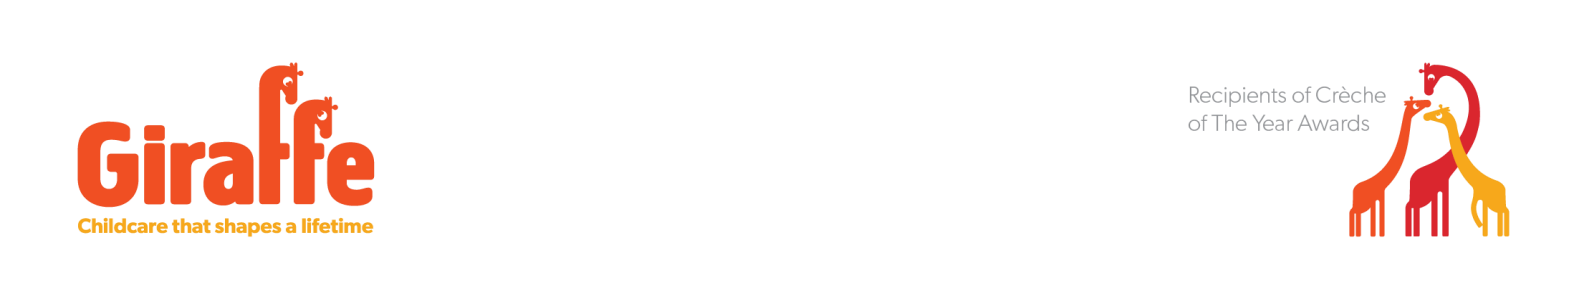 Giraffe
Childcare that shapes a lifetime
Recipients of Crèche
of The Year Awards